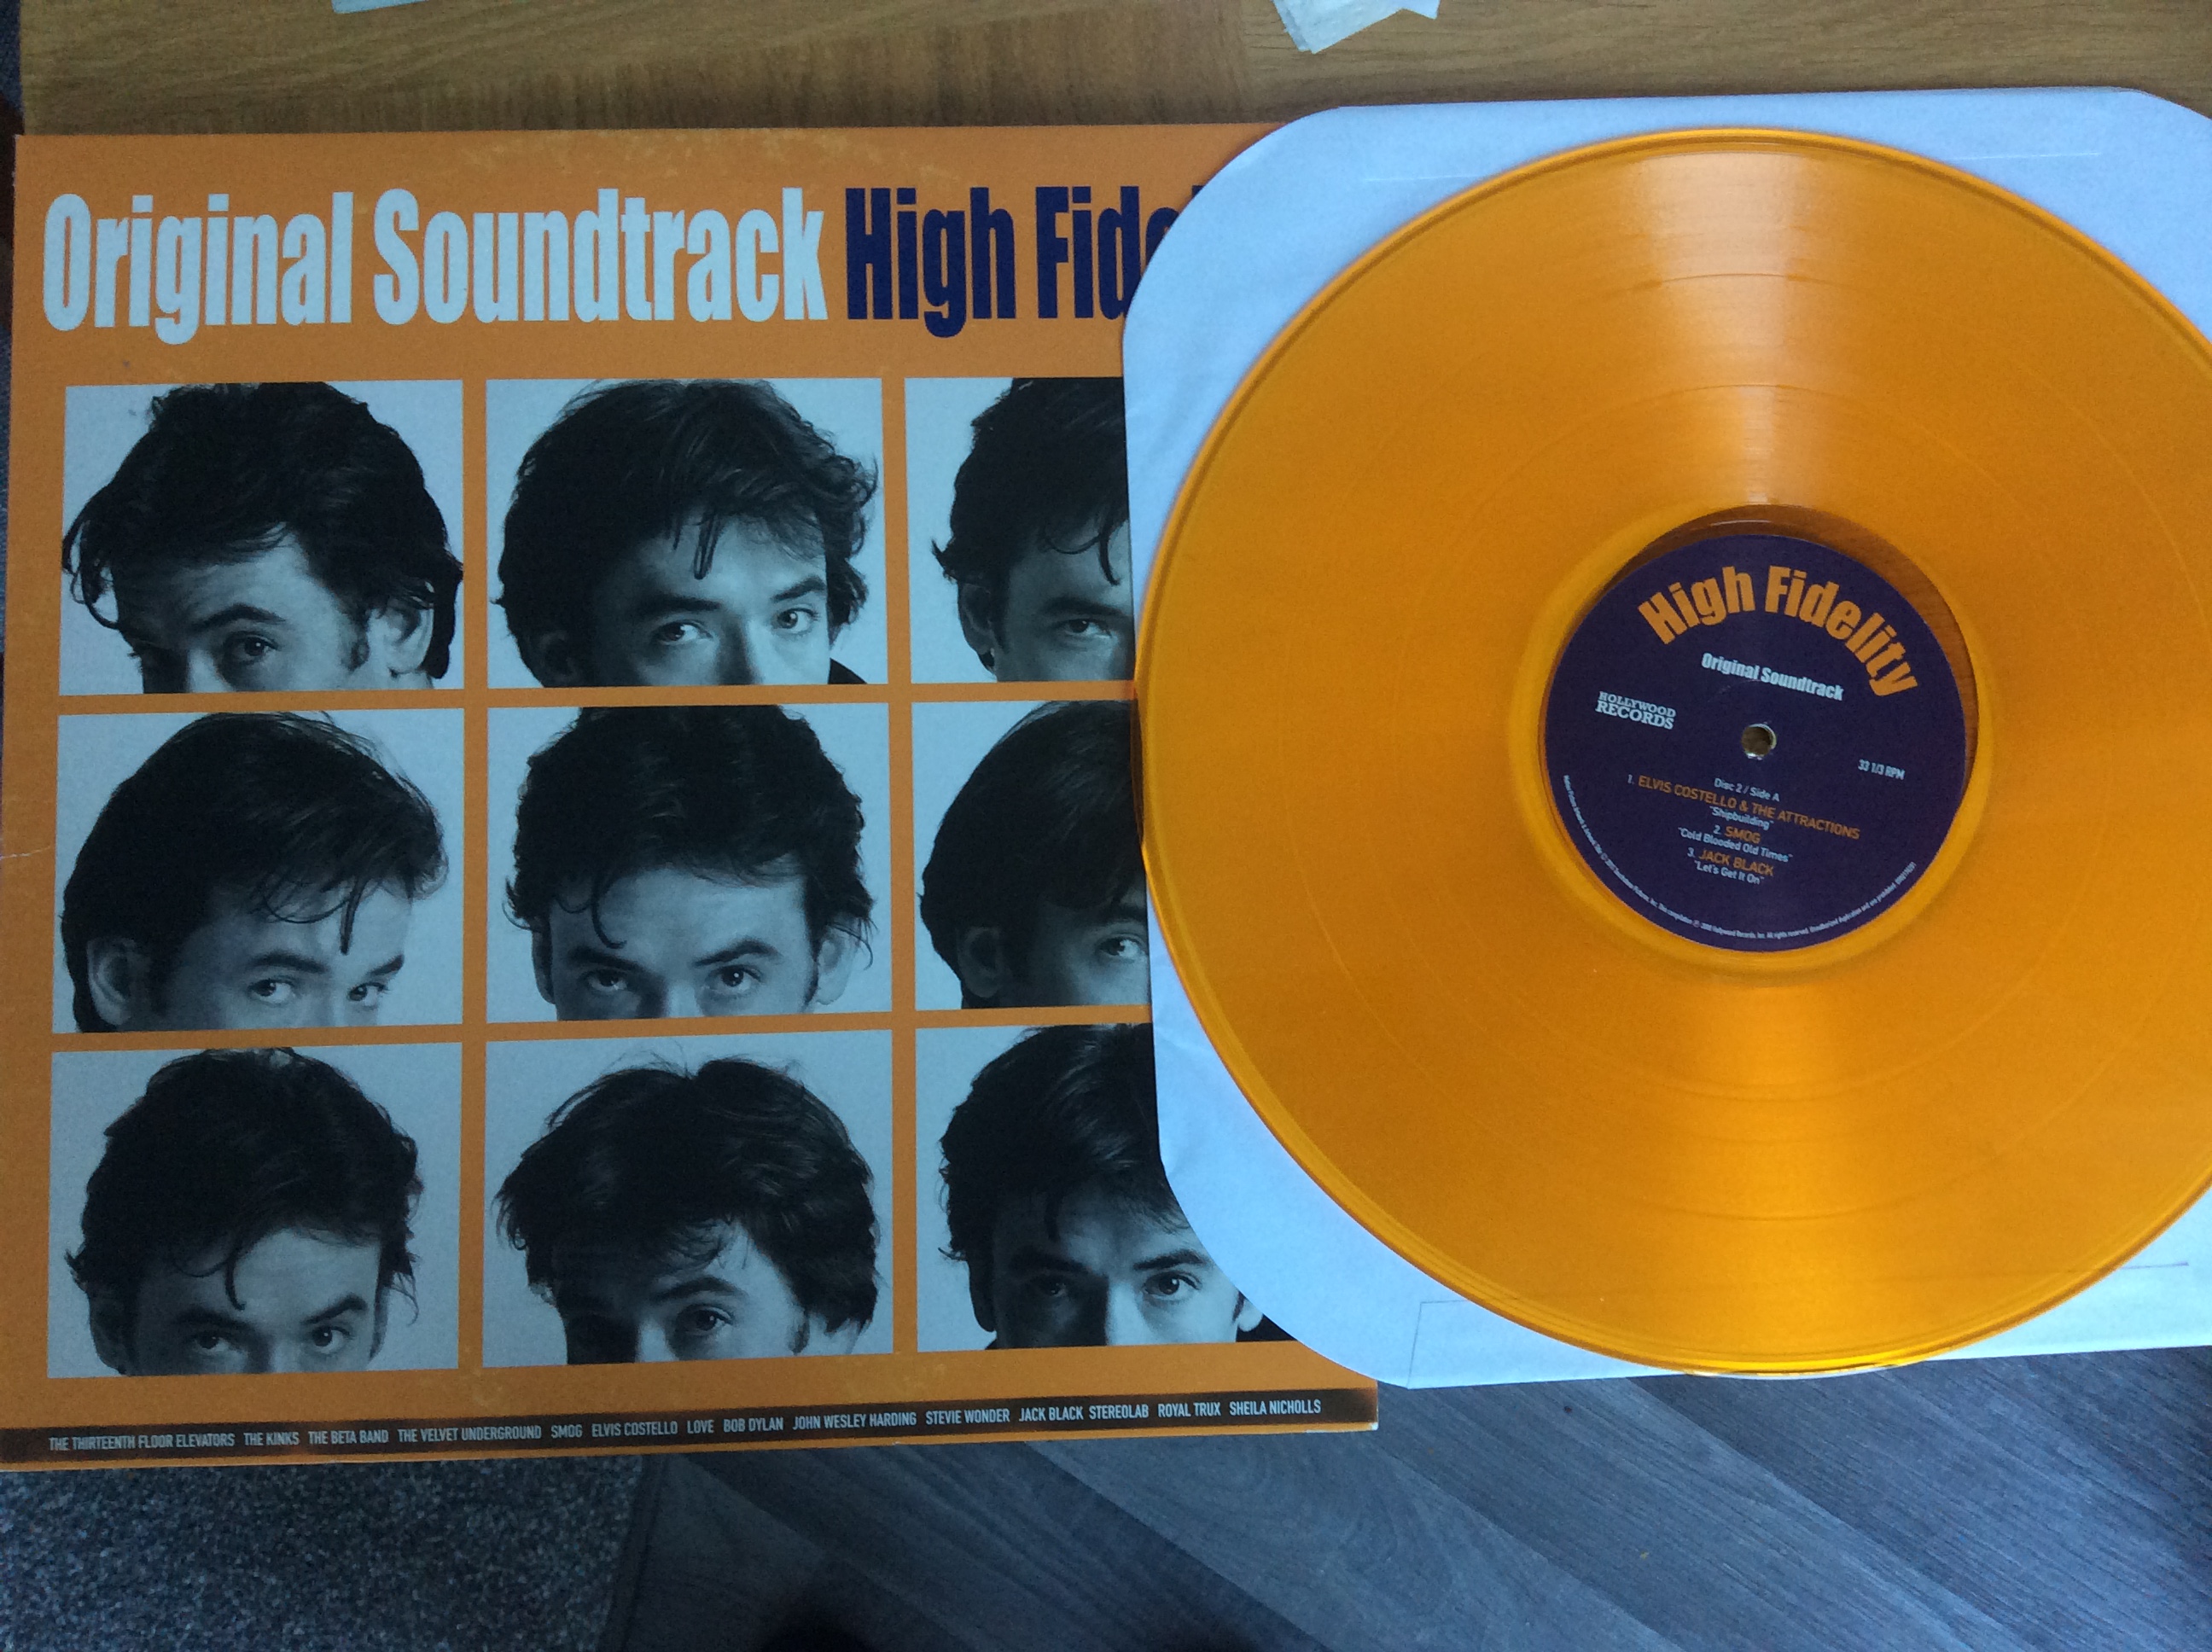 Original Soundtrack High Fide
THE THIRTEENTH FLOOR ELEVATORS THE KINKS THE BETA BAND THE VELVET UNDERGROUND SMOG ELVIS COSTELLO LOVE BOB DYLAN JOHN WESLEY HARDING STEVIE WONDER JACK BLACK STEREOLAB ROYAL TRUX SHEILA NICHOLLS
High Fidelity
Original Soundtrack
HOLLYWOOD
RECORDS
33 1/3 RPM
Disc 2 / Side A
1. ELVIS COSTELLO & THE ATTRACTIONS
"Shipbuilding"
2. SMOG
"Cold Blooded Old Times"
3. JACK BLACK
"Let's Get It On"